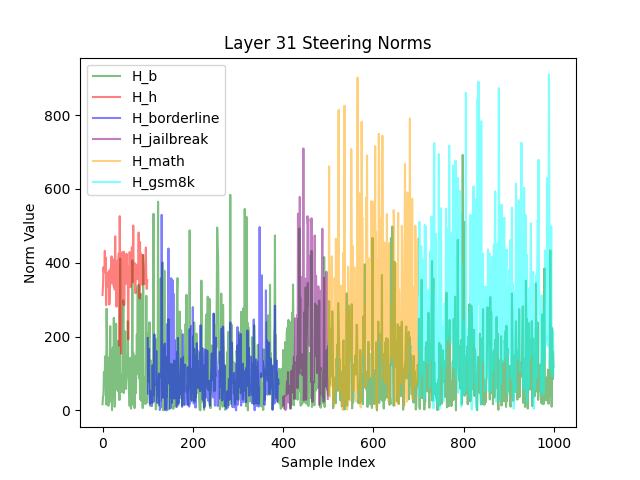 Layer 31 Steering Norms
H_b
H_h
H_borderline
H_jailbreak
H_math
H_gsm8k
Norm Value
800
600
400
200
0
0 200 400 600 800 1000
Sample Index